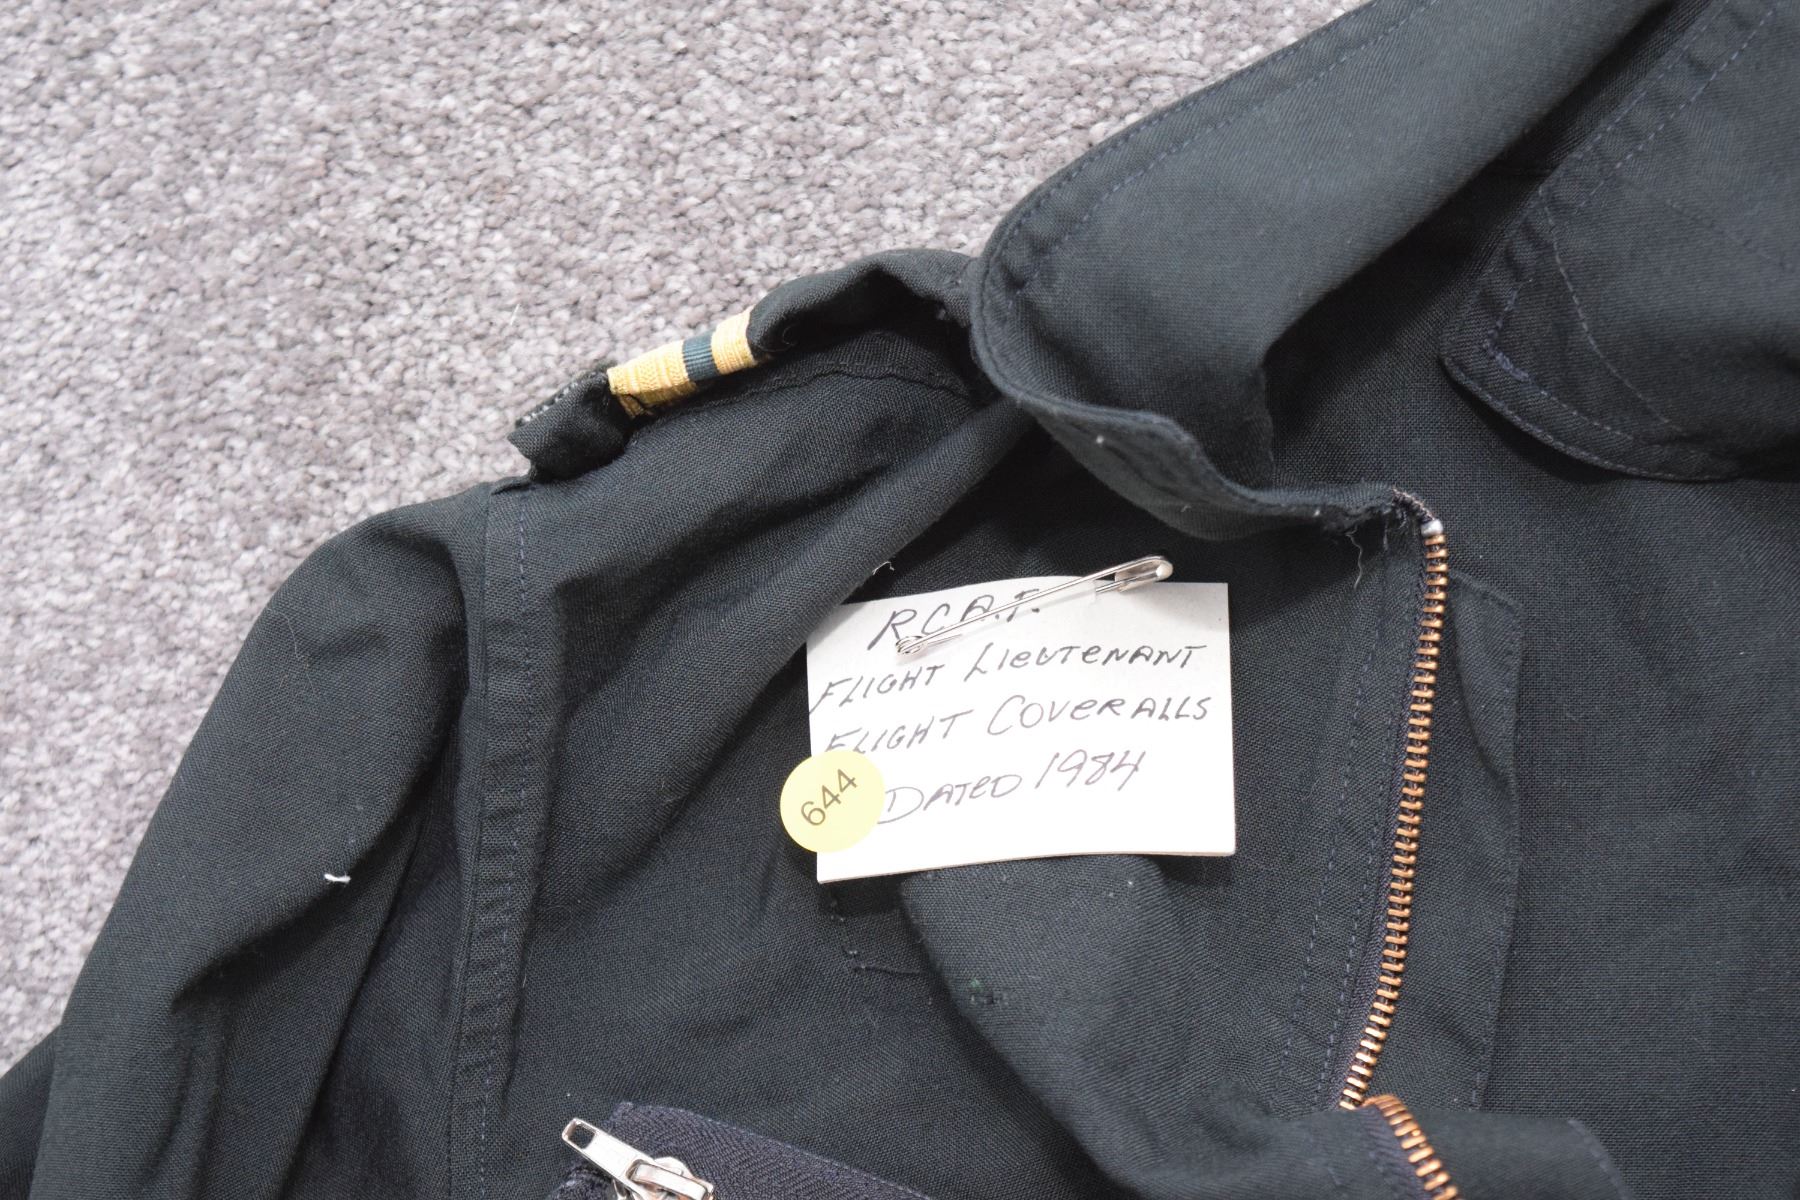 R.C.A.F.
FLIGHT LIEUTENANT
FLIGHT COVERALLS
DATED 1984
644